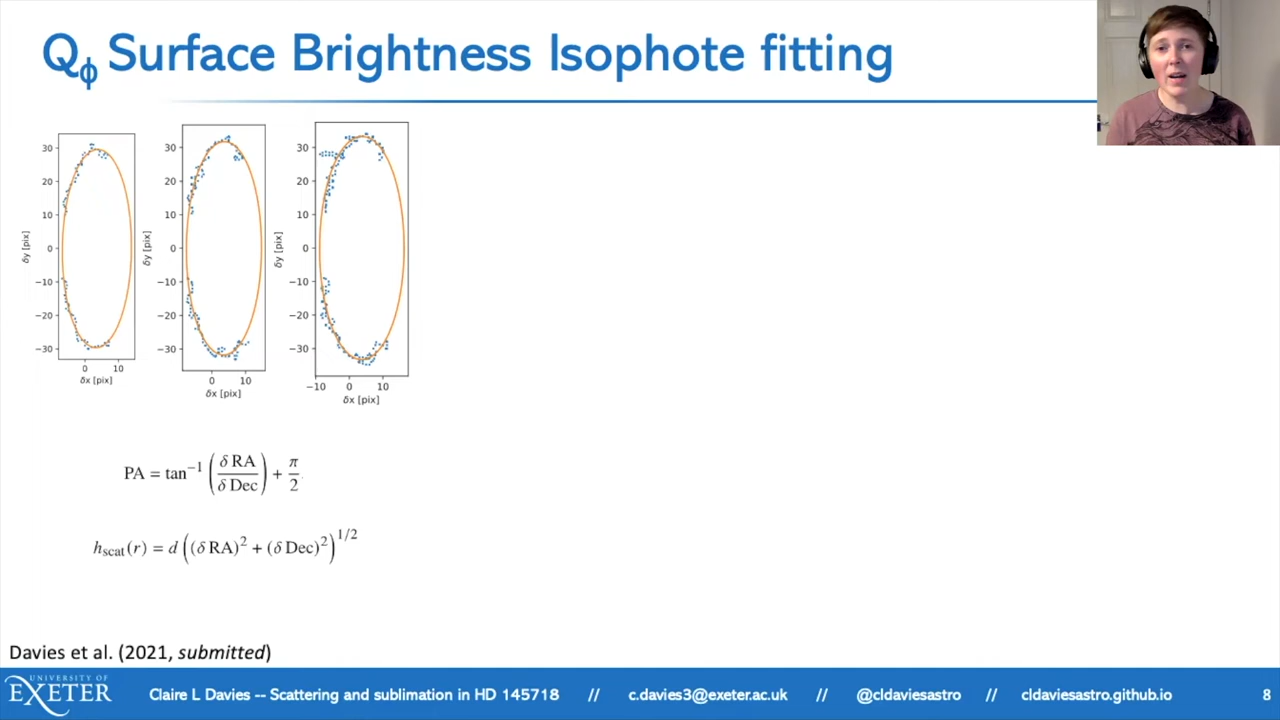 Qϕ Surface Brightness Isophote fitting
30
20
10
0
−10
−20
−30
δy [pix]
0 10
δx [pix]
30
20
10
0
−10
−20
−30
δy [pix]
0 10
δx [pix]
30
20
10
0
−10
−20
−30
δy [pix]
−10 0 10
δx [pix]
PA = tan⁻¹ (δ RA / δ Dec) + π / 2
h_scat(r) = d ((δ RA)² + (δ Dec)²)^1/2
Davies et al. (2021, submitted)
UNIVERSITY OF
EXETER
Claire L Davies -- Scattering and sublimation in HD 145718 // c.davies3@exeter.ac.uk // @cldaviesastro // cldaviesastro.github.io 8